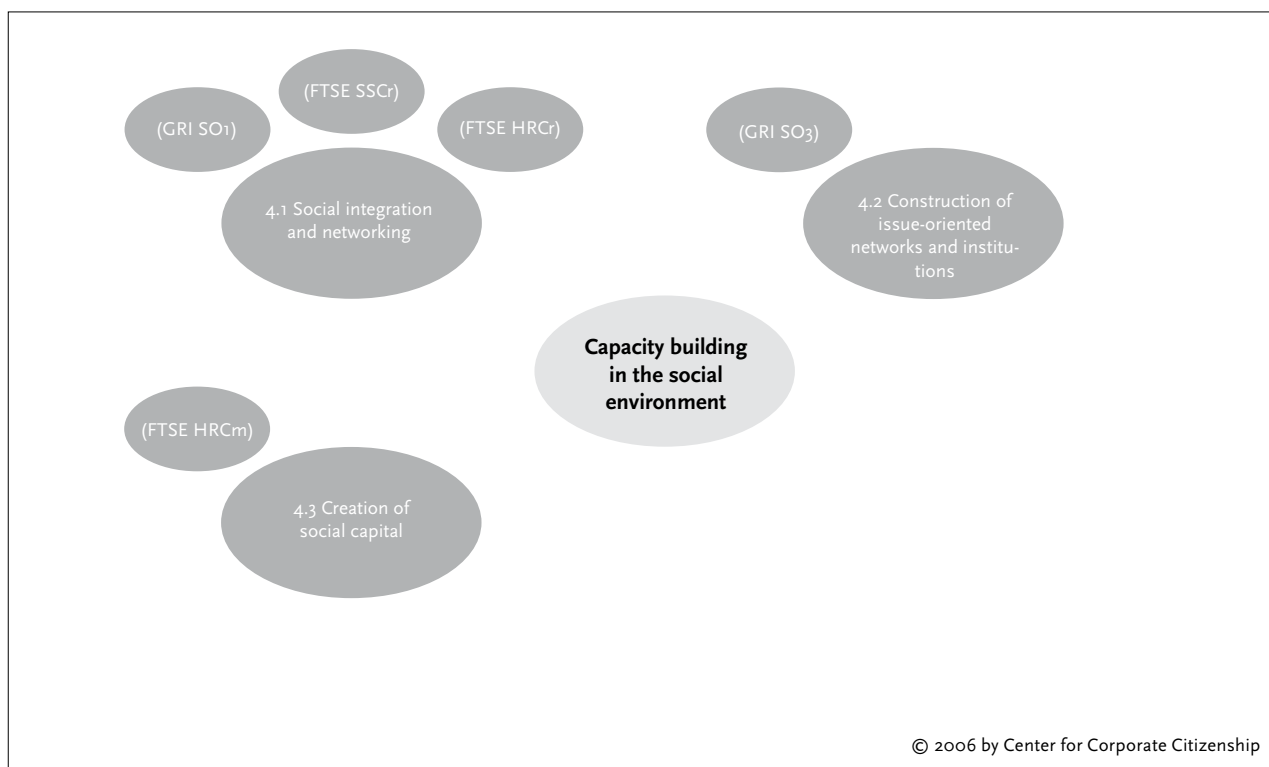 (FTSE SSCr)
(GRI SO1)
(FTSE HRCr)
4.1 Social integration
and networking
(GRI SO3)
4.2 Construction of
issue-oriented
networks and institu-
tions
Capacity building
in the social
environment
(FTSE HRCm)
4.3 Creation of
social capital
© 2006 by Center for Corporate Citizenship